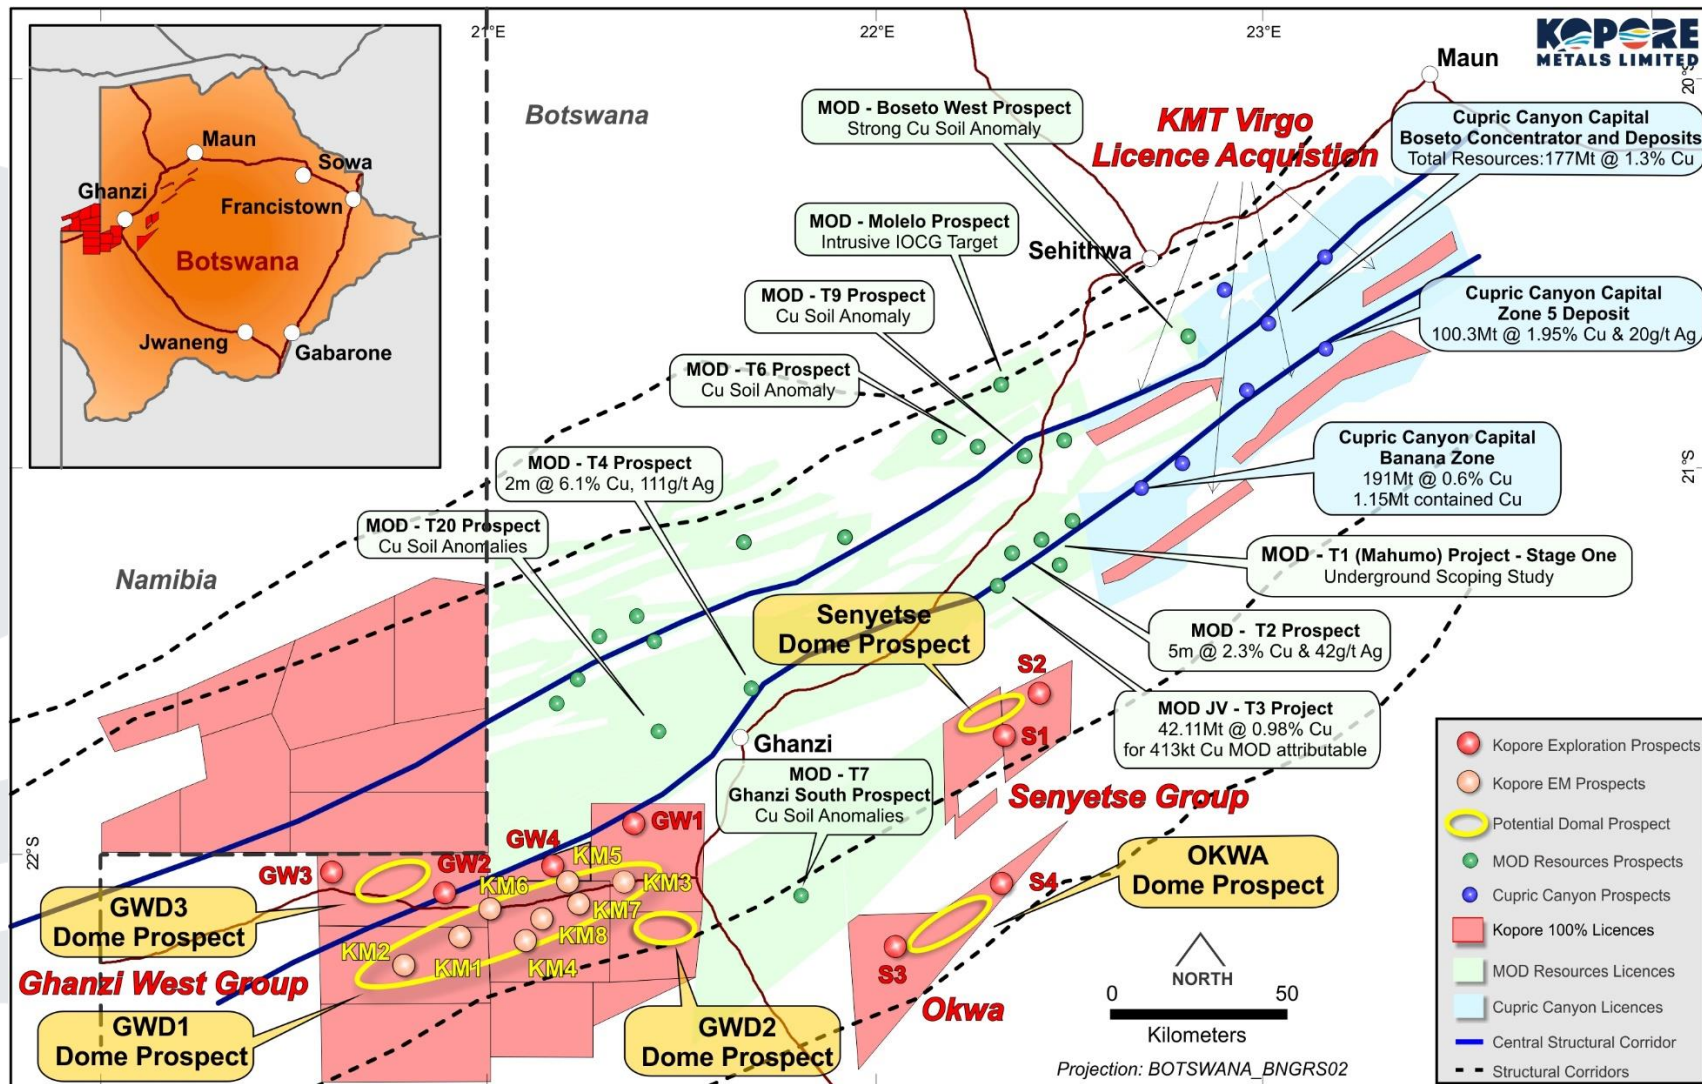 21°E
22°E
23°E
KOPORE
METALS LIMITED
20°S
21°S
22°S
Maun
Sowa
Ghanzi
Francistown
Botswana
Jwaneng
Gabarone
Botswana
Namibia
Maun
Sehithwa
Ghanzi
MOD - Boseto West Prospect
Strong Cu Soil Anomaly
KMT Virgo
Licence Acquistion
Cupric Canyon Capital
Boseto Concentrator and Deposits
Total Resources:177Mt @ 1.3% Cu
MOD - Molelo Prospect
Intrusive IOCG Target
MOD - T9 Prospect
Cu Soil Anomaly
Cupric Canyon Capital
Zone 5 Deposit
100.3Mt @ 1.95% Cu & 20g/t Ag
MOD - T6 Prospect
Cu Soil Anomaly
MOD - T4 Prospect
2m @ 6.1% Cu, 111g/t Ag
Cupric Canyon Capital
Banana Zone
191Mt @ 0.6% Cu
1.15Mt contained Cu
MOD - T20 Prospect
Cu Soil Anomalies
MOD - T1 (Mahumo) Project - Stage One
Underground Scoping Study
Senyetse
Dome Prospect
MOD - T2 Prospect
5m @ 2.3% Cu & 42g/t Ag
MOD JV - T3 Project
42.11Mt @ 0.98% Cu
for 413kt Cu MOD attributable
S2
S1
Senyetse Group
MOD - T7
Ghanzi South Prospect
Cu Soil Anomalies
GW1
GW4
GW2
GW3
KM5
KM6
KM3
KM7
KM8
KM2
KM1
KM4
GWD3
Dome Prospect
Ghanzi West Group
GWD1
Dome Prospect
GWD2
Dome Prospect
OKWA
Dome Prospect
S4
S3
Okwa
NORTH
0
50
Kilometers
Projection: BOTSWANA_BNGRS02
Kopore Exploration Prospects
Kopore EM Prospects
Potential Domal Prospect
MOD Resources Prospects
Cupric Canyon Prospects
Kopore 100% Licences
MOD Resources Licences
Cupric Canyon Licences
Central Structural Corridor
Structural Corridors